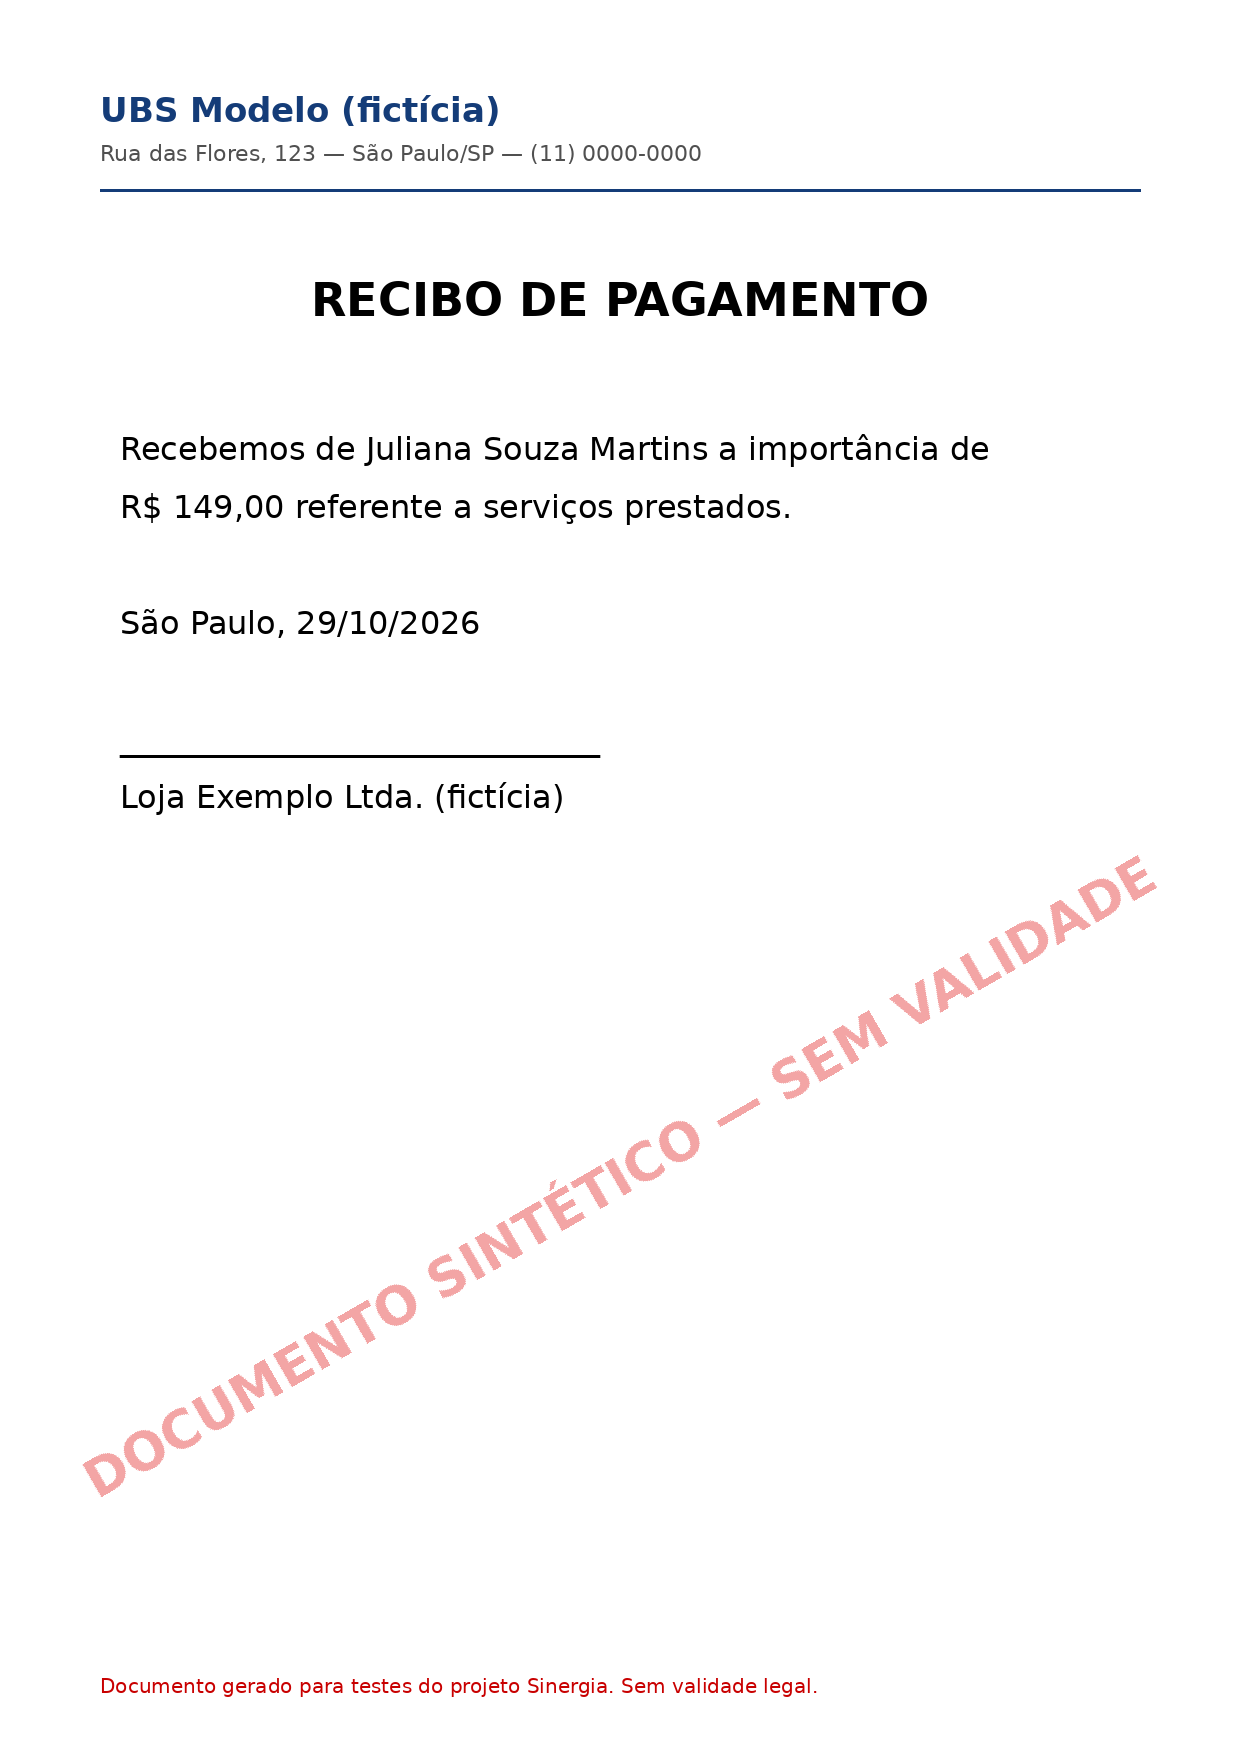 UBS Modelo (fictícia)
Rua das Flores, 123 — São Paulo/SP — (11) 0000-0000
RECIBO DE PAGAMENTO
Recebemos de Juliana Souza Martins a importância de
R$ 149,00 referente a serviços prestados.
São Paulo, 29/10/2026
Loja Exemplo Ltda. (fictícia)
DOCUMENTO SINTÉTICO — SEM VALIDADE
Documento gerado para testes do projeto Sinergia. Sem validade legal.